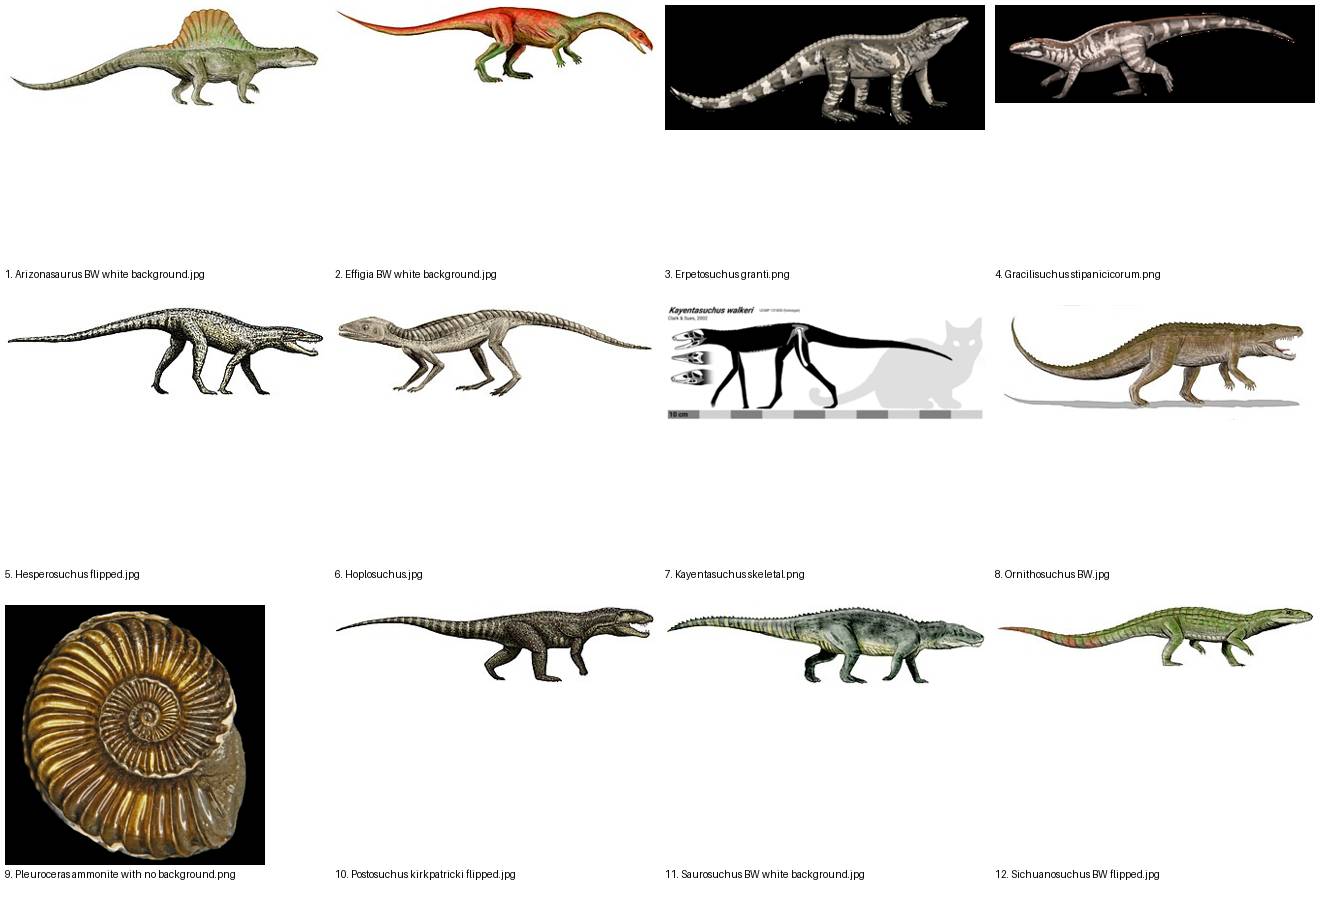 1. Arizonasaurus BW white background.jpg
2. Effigia BW white background.jpg
3. Erpetosuchus granti.png
4. Gracilisuchus stipanicicorum.png
Kayentasuchus walkeri
Clark & Sues, 2002
10 cm
5. Hesperosuchus flipped.jpg
6. Hoplosuchus.jpg
7. Kayentasuchus skeletal.png
8. Ornithosuchus BW.jpg
9. Pleuroceras ammonite with no background.png
10. Postosuchus kirkpatricki flipped.jpg
11. Saurosuchus BW white background.jpg
12. Sichuanosuchus BW flipped.jpg